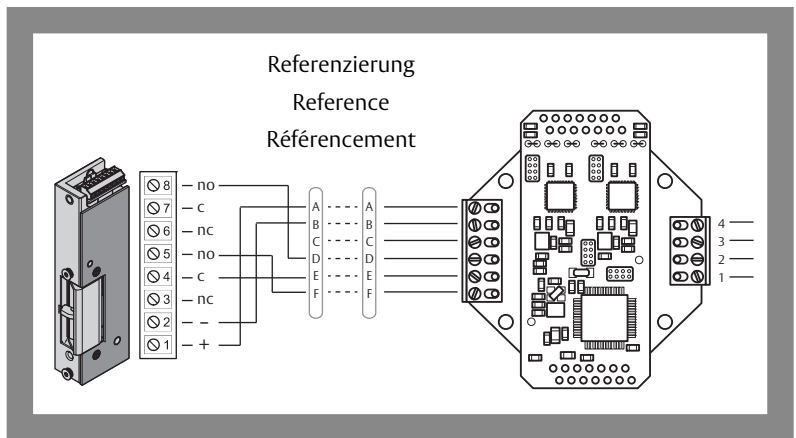 Referenzierung
Reference
Référencement
8 – no
7 – c
6 – nc
5 – no
4 – c
3 – nc
2 – –
1 – +
A A
B B
C C
D D
E E
F F
4
3
2
1